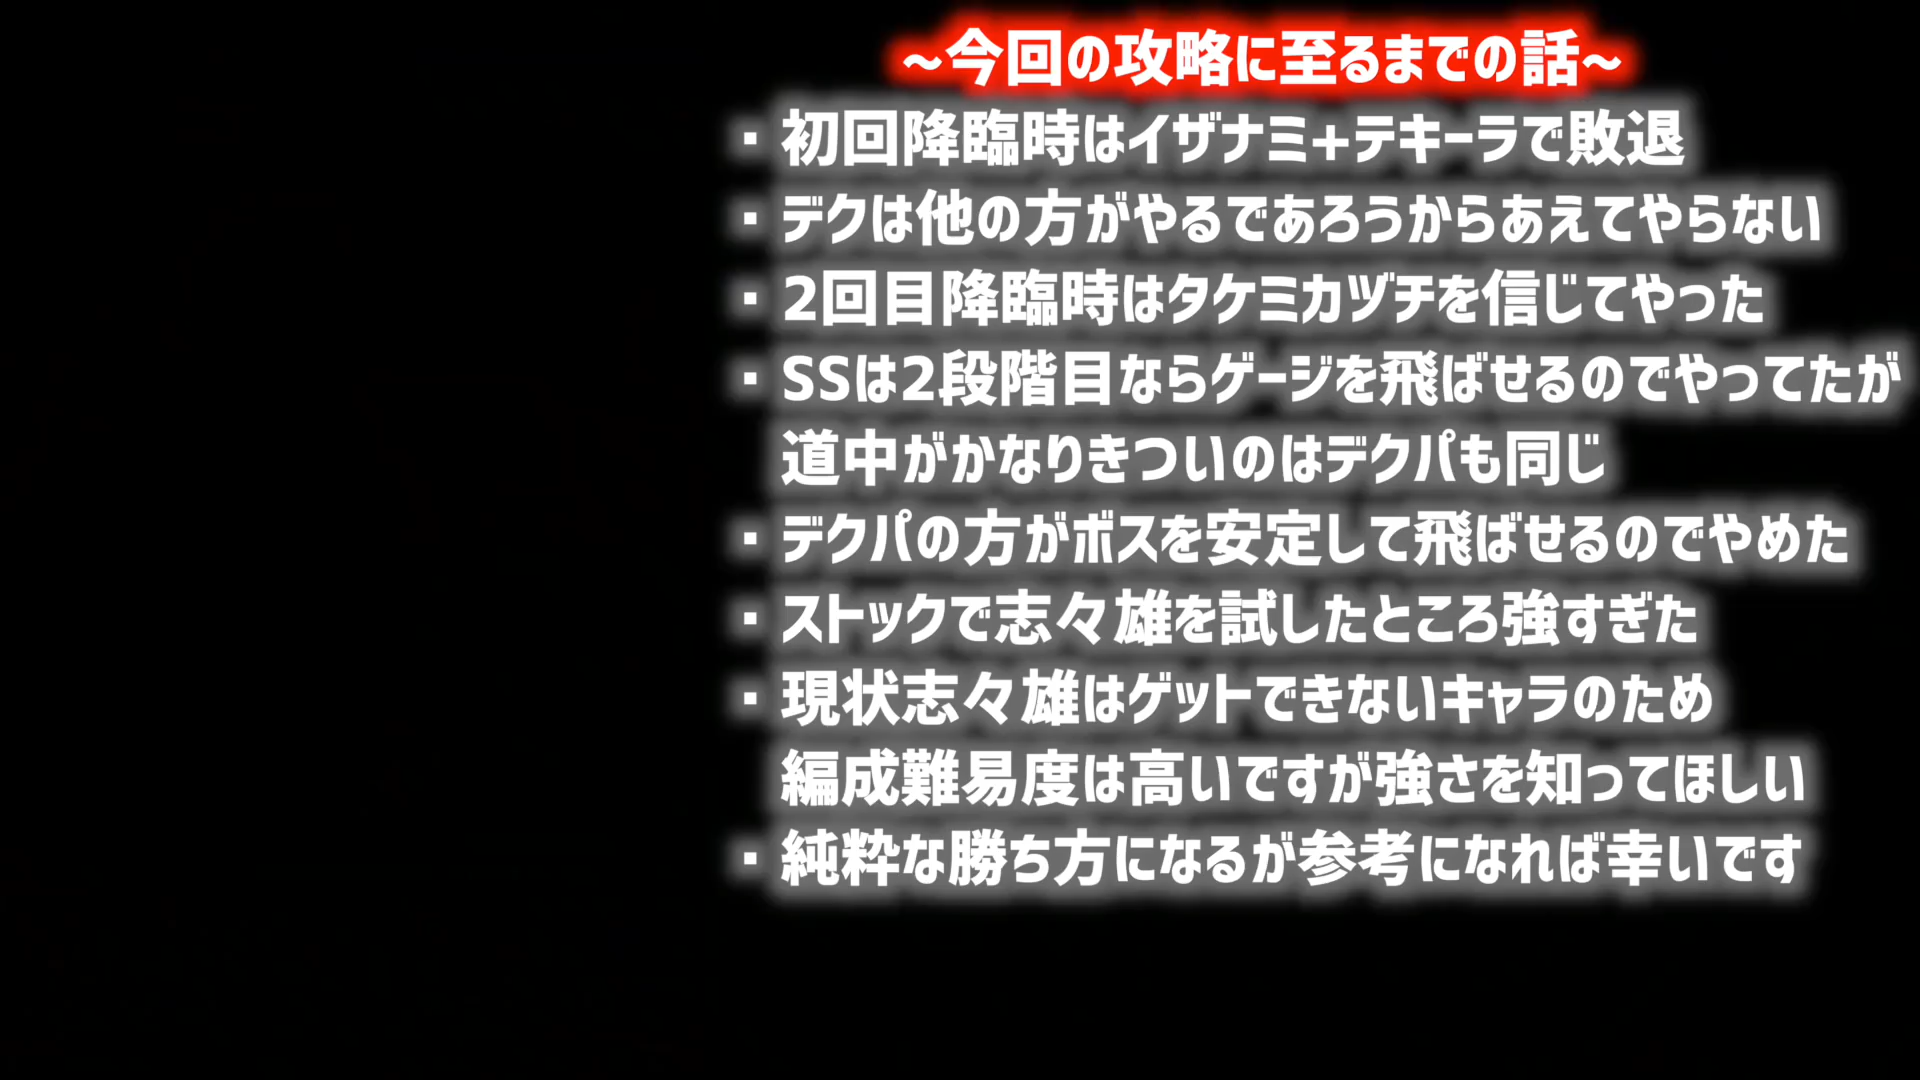 ~今回の攻略に至るまでの話~
・初回降臨時はイザナミ+テキーラで敗退
・デクは他の方がやるであろうからあえてやらない
・2回目降臨時はタケミカヅチを信じてやった
・SSは2段階目ならゲージを飛ばせるのでやってたが
道中がかなりきついのはデクパも同じ
・デクパの方がボスを安定して飛ばせるのでやめた
・ストックで志々雄を試したところ強すぎた
・現状志々雄はゲットできないキャラのため
編成難易度は高いですが強さを知ってほしい
・純粋な勝ち方になるが参考になれば幸いです